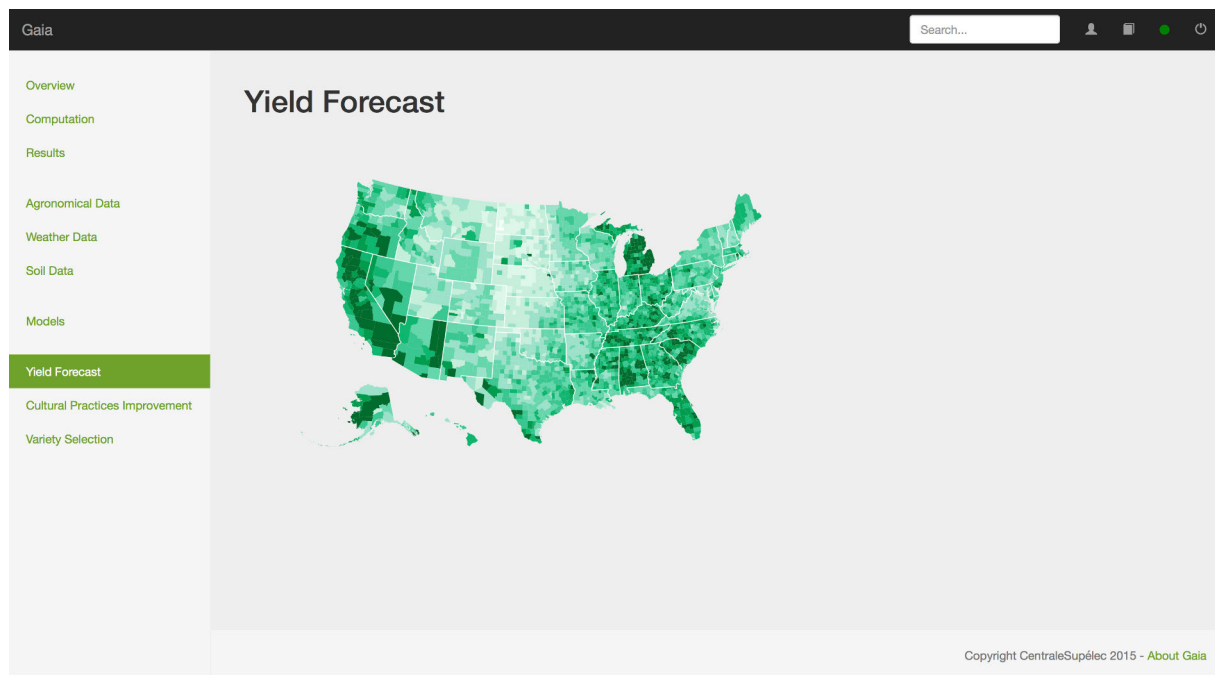 Gaia
Search...
Overview
Computation
Results
Agronomical Data
Weather Data
Soil Data
Models
Yield Forecast
Cultural Practices Improvement
Variety Selection
Yield Forecast
Copyright CentraleSupélec 2015 - About Gaia